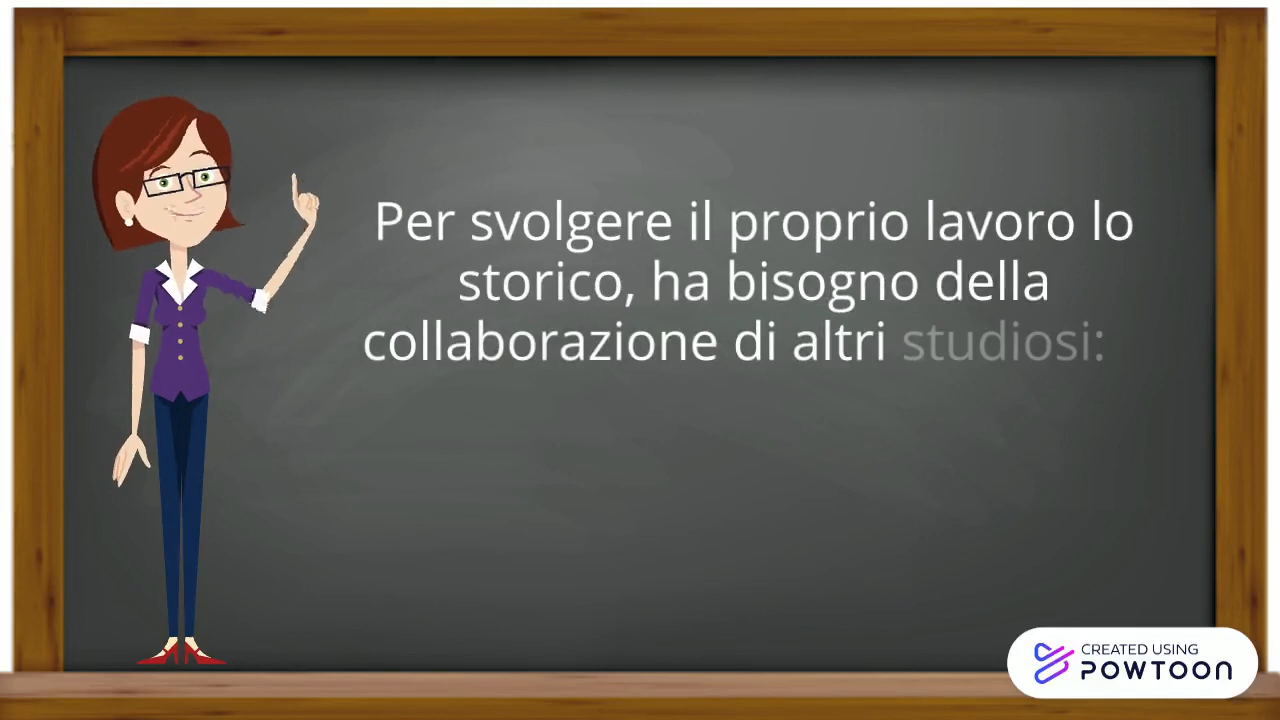 Per svolgere il proprio lavoro lo
storico, ha bisogno della
collaborazione di altri studiosi:
CREATED USING
POWTOON